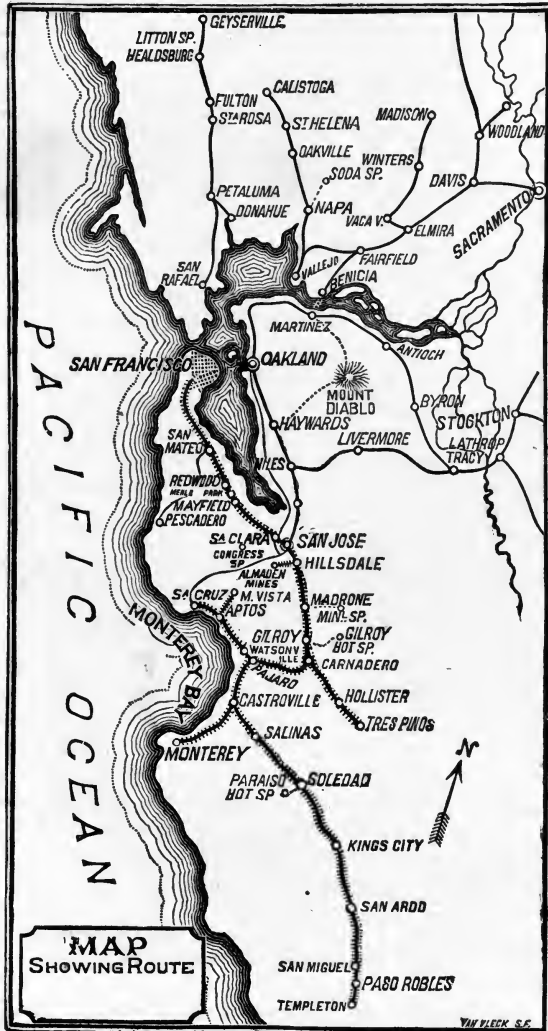 GEYSERVILLE
LITTON SP.
HEALDSBURG
CALISTOGA
FULTON
STA ROSA
ST HELENA
MADISON
WOODLAND
OAKVILLE
SODA SP.
WINTERS
DAVIS
PETALUMA
DONAHUE
NAPA
VACA V.
ELMIRA
SACRAMENTO
SAN
RAFAEL
VALLEJO
FAIRFIELD
BENICIA
MARTINEZ
ANTIOCH
SAN FRANCISCO
OAKLAND
MOUNT
DIABLO
BYRON
STOCKTON
HAYWARDS
LIVERMORE
LATHROP
TRACY
SAN
MATEO
NILES
REDWOOD
MENLO PARK
MAYFIELD
PESCADERO
STA CLARA
SAN JOSE
CONGRESS
SP
HILLSDALE
ALMADEN
MINES
STA CRUZ
M. VISTA
APTOS
MADRONE
MINL SP.
GILROY
GILROY
HOT SP.
WATSONV
ILLE
PAJARO
CARNADERO
CASTROVILLE
HOLLISTER
TRES PINOS
SALINAS
MONTEREY
MONTEREY BAY
PACIFIC OCEAN
PARAISO
HOT SP
SOLEDAD
N
KINGS CITY
SAN ARDO
SAN MIGUEL
PASO ROBLES
TEMPLETON
MAP
SHOWING ROUTE
VAN VLECK S.F.